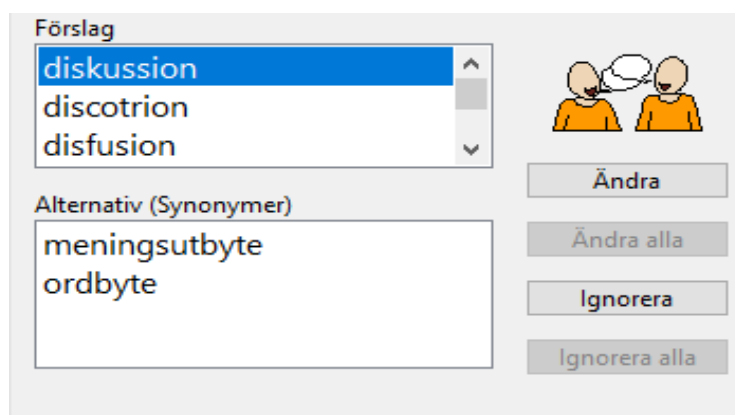 Förslag
diskussion
discotrion
disfusion
Alternativ (Synonymer)
meningsutbyte
ordbyte
Ändra
Ändra alla
Ignorera
Ignorera alla